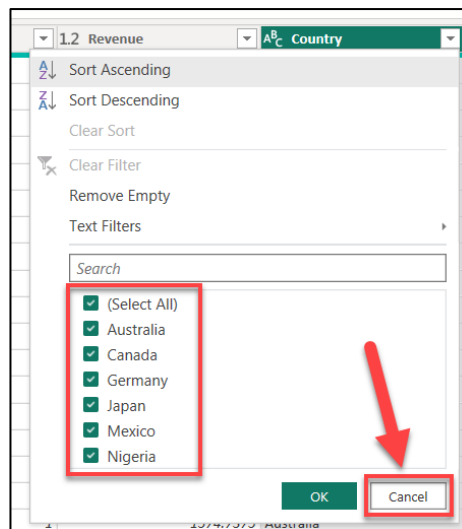 1.2 Revenue ABC Country
Sort Ascending
Sort Descending
Clear Sort
Clear Filter
Remove Empty
Text Filters
Search
(Select All)
Australia
Canada
Germany
Japan
Mexico
Nigeria
OK Cancel